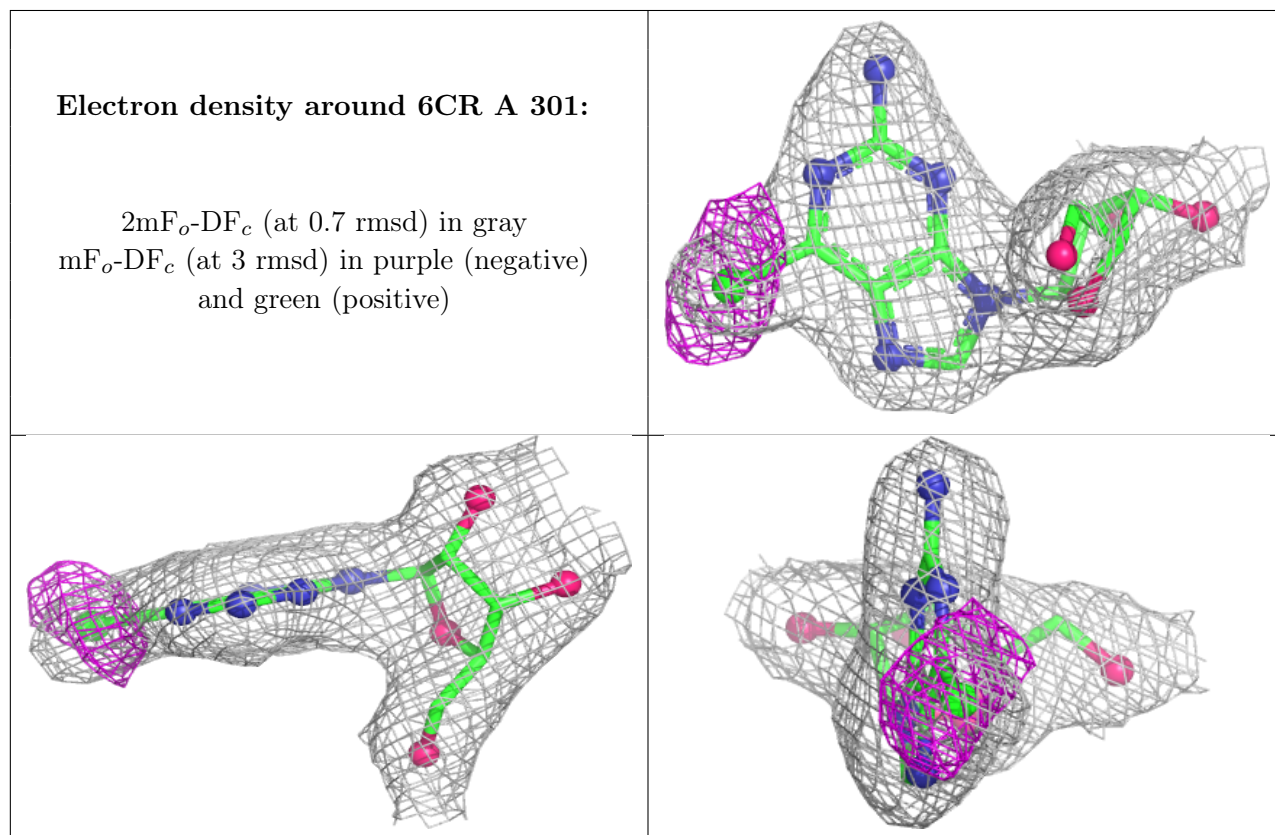 Electron density around 6CR A 301:
2mFₒ-DF𝒸 (at 0.7 rmsd) in gray
mFₒ-DF𝒸 (at 3 rmsd) in purple (negative)
and green (positive)